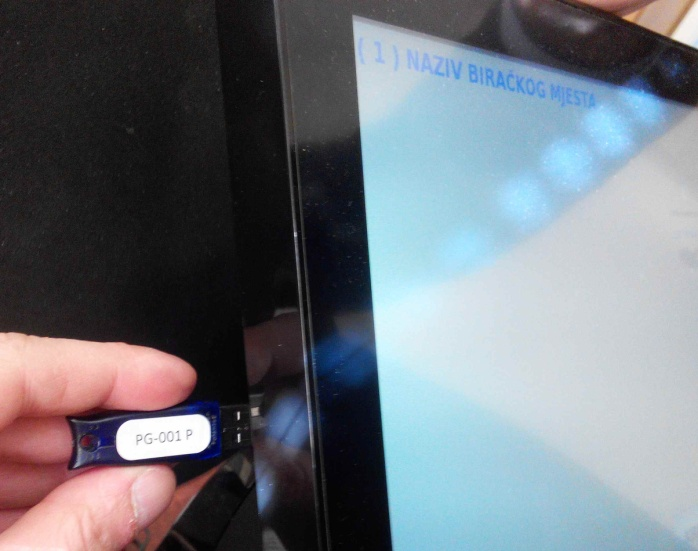 ( 1 ) NAZIV BIRAČKOG MJESTA
PG-001 P